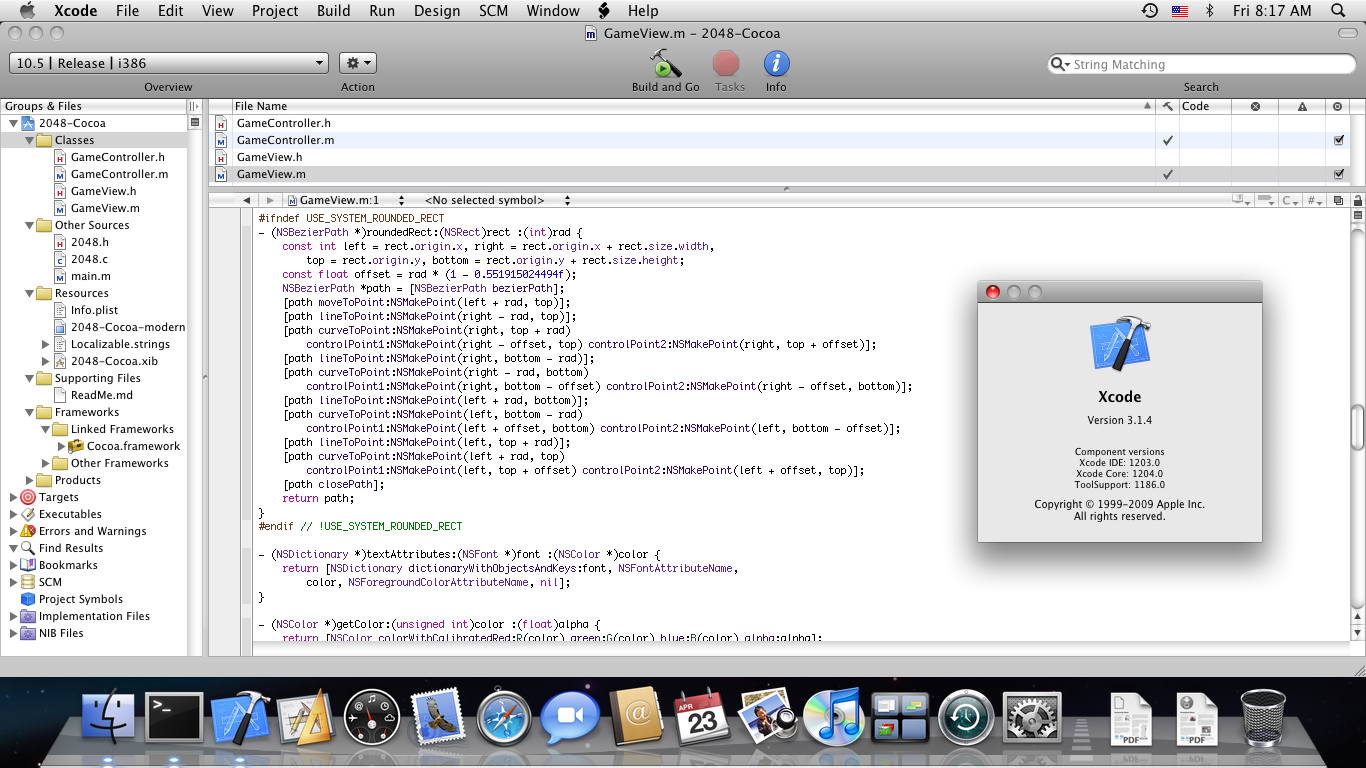 Xcode File Edit View Project Build Run Design SCM Window Help Fri 8:17 AM
GameView.m – 2048-Cocoa
10.5 | Release | i386
String Matching
Overview Action Build and Go Tasks Info Search
Groups & Files
2048-Cocoa
Classes
GameController.h
GameController.m
GameView.h
GameView.m
Other Sources
2048.h
2048.c
main.m
Resources
Info.plist
2048-Cocoa-modern
Localizable.strings
2048-Cocoa.xib
Supporting Files
ReadMe.md
Frameworks
Linked Frameworks
Cocoa.framework
Other Frameworks
Products
Targets
Executables
Errors and Warnings
Find Results
Bookmarks
SCM
Project Symbols
Implementation Files
NIB Files
File Name Code
GameController.h
GameController.m
GameView.h
GameView.m
GameView.m:1 <No selected symbol> C #
#ifndef USE_SYSTEM_ROUNDED_RECT
- (NSBezierPath *)roundedRect:(NSRect)rect :(int)rad {
const int left = rect.origin.x, right = rect.origin.x + rect.size.width,
top = rect.origin.y, bottom = rect.origin.y + rect.size.height;
const float offset = rad * (1 - 0.551915024494f);
NSBezierPath *path = [NSBezierPath bezierPath];
[path moveToPoint:NSMakePoint(left + rad, top)];
[path lineToPoint:NSMakePoint(right - rad, top)];
[path curveToPoint:NSMakePoint(right, top + rad)
controlPoint1:NSMakePoint(right - offset, top) controlPoint2:NSMakePoint(right, top + offset)];
[path lineToPoint:NSMakePoint(right, bottom - rad)];
[path curveToPoint:NSMakePoint(right - rad, bottom)
controlPoint1:NSMakePoint(right, bottom - offset) controlPoint2:NSMakePoint(right - offset, bottom)];
[path lineToPoint:NSMakePoint(left + rad, bottom)];
[path curveToPoint:NSMakePoint(left, bottom - rad)
controlPoint1:NSMakePoint(left + offset, bottom) controlPoint2:NSMakePoint(left, bottom - offset)];
[path lineToPoint:NSMakePoint(left, top + rad)];
[path curveToPoint:NSMakePoint(left + rad, top)
controlPoint1:NSMakePoint(left, top + offset) controlPoint2:NSMakePoint(left + offset, top)];
[path closePath];
return path;
}
#endif // !USE_SYSTEM_ROUNDED_RECT
- (NSDictionary *)textAttributes:(NSFont *)font :(NSColor *)color {
return [NSDictionary dictionaryWithObjectsAndKeys:font, NSFontAttributeName,
color, NSForegroundColorAttributeName, nil];
}
- (NSColor *)getColor:(unsigned int)color :(float)alpha {
return [NSColor colorWithCalibratedRed:R(color) green:G(color) blue:B(color) alpha:alpha];
Xcode
Version 3.1.4
Component versions
Xcode IDE: 1203.0
Xcode Core: 1204.0
ToolSupport: 1186.0
Copyright © 1999–2009 Apple Inc.
All rights reserved.
>_
APR
23
PDF
PDF